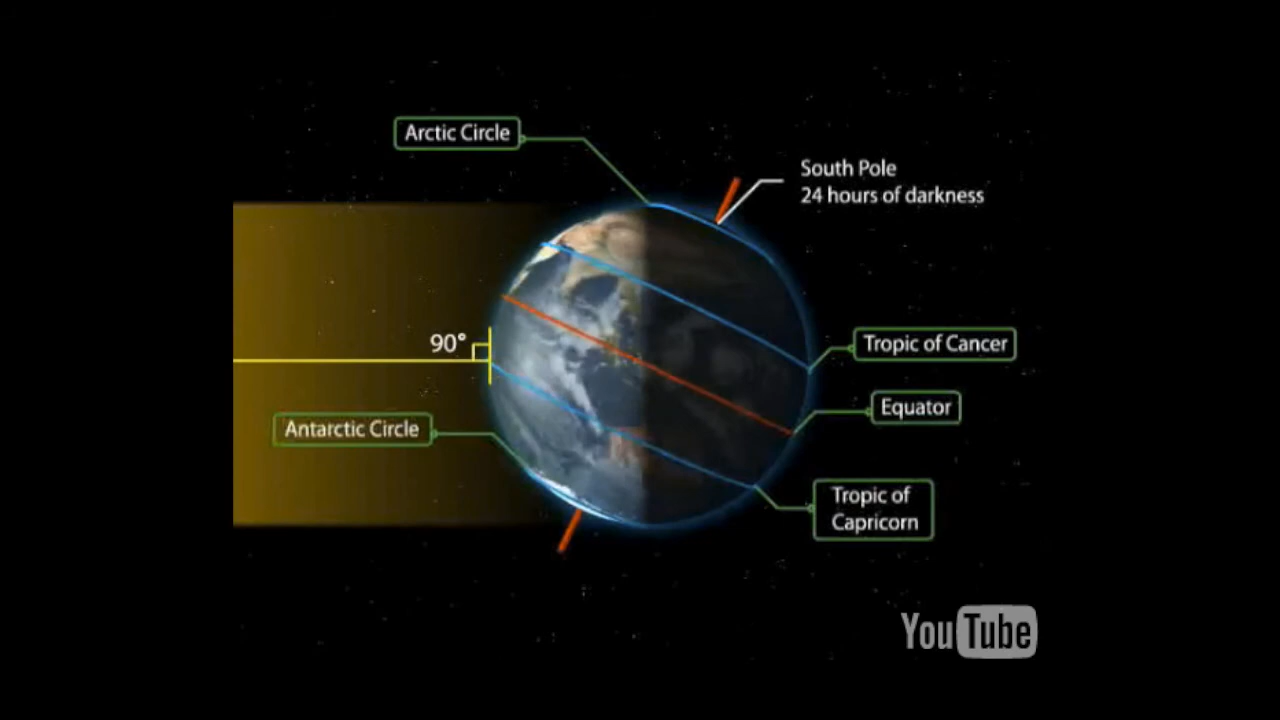 Arctic Circle
South Pole
24 hours of darkness
90°
Tropic of Cancer
Equator
Antarctic Circle
Tropic of
Capricorn
YouTube